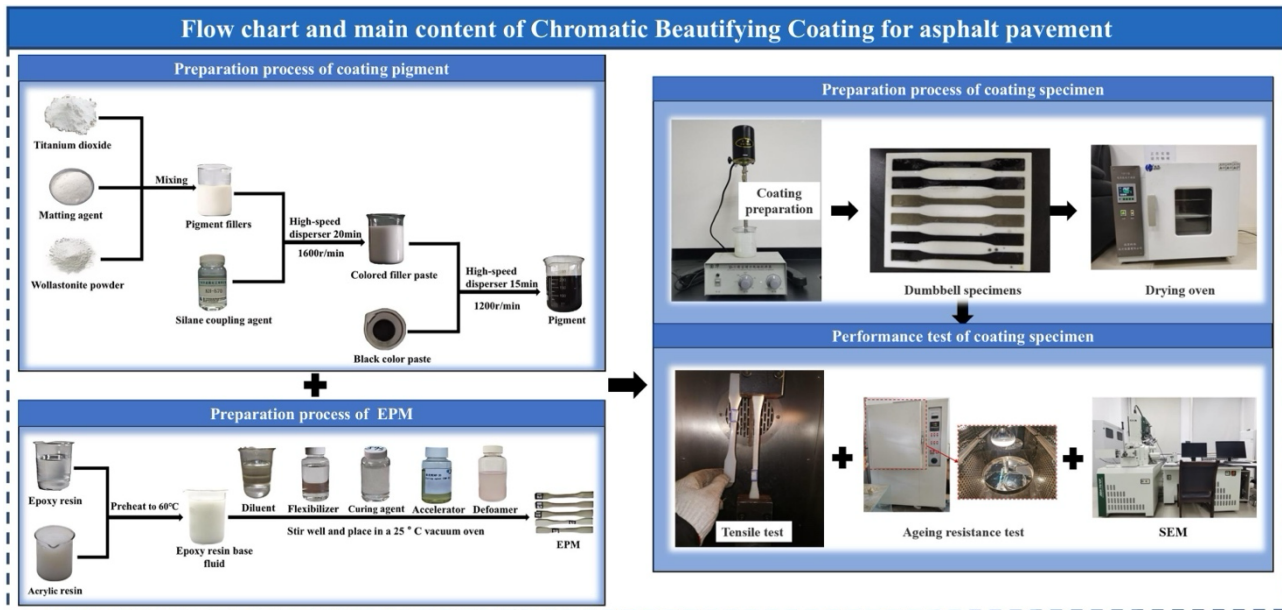 Flow chart and main content of Chromatic Beautifying Coating for asphalt pavement
Preparation process of coating pigment
Titanium dioxide
Matting agent
Wollastonite powder
Mixing
Pigment fillers
Silane coupling agent
High-speed
disperser 20min
1600r/min
Colored filler paste
Black color paste
High-speed
disperser 15min
1200r/min
Pigment
Preparation process of EPM
Epoxy resin
Acrylic resin
Preheat to 60℃
Epoxy resin base
fluid
Diluent
Flexibilizer
Curing agent
Accelerator
Defoamer
Stir well and place in a 25 ° C vacuum oven
EPM
Preparation process of coating specimen
Coating
preparation
Dumbbell specimens
Drying oven
Performance test of coating specimen
Tensile test
Ageing resistance test
SEM